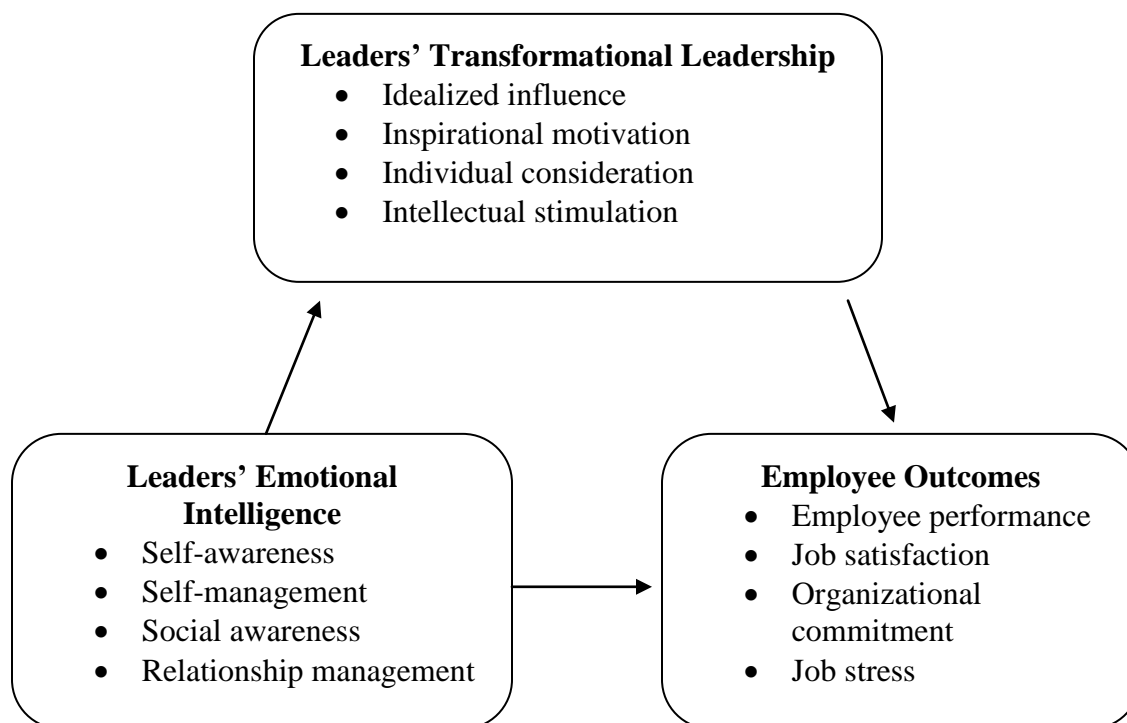 Leaders’ Transformational Leadership
• Idealized influence
• Inspirational motivation
• Individual consideration
• Intellectual stimulation
Leaders’ Emotional
Intelligence
• Self-awareness
• Self-management
• Social awareness
• Relationship management
Employee Outcomes
• Employee performance
• Job satisfaction
• Organizational
commitment
• Job stress